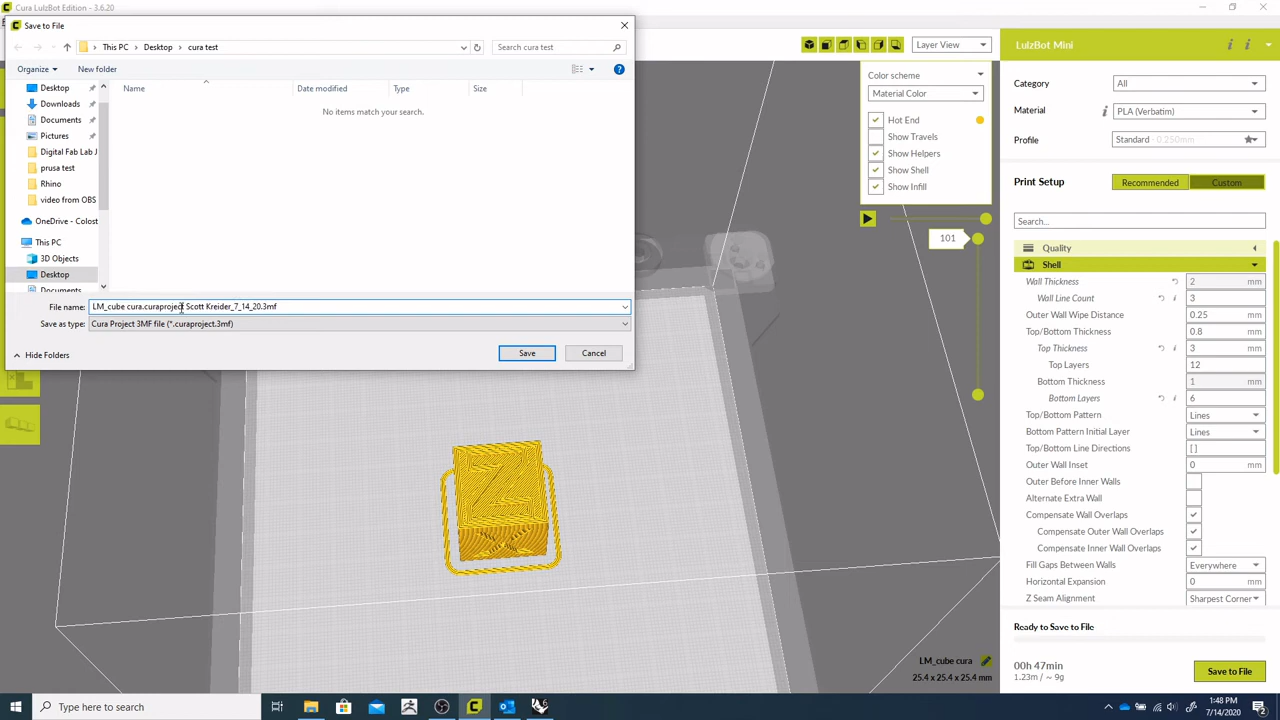 Cura LulzBot Edition - 3.6.20
Save to File
This PC
Desktop
cura test
Search cura test
Organize
New folder
Name
Date modified
Type
Size
No items match your search.
Desktop
Downloads
Documents
Pictures
Digital Fab Lab J
prusa test
Rhino
video from OBS
OneDrive - Colost
This PC
3D Objects
Desktop
Documents
File name:
LM_cube cura.curaproject Scott Kreider_7_14_20.3mf
Save as type:
Cura Project 3MF file (*.curaproject.3mf)
Hide Folders
Save
Cancel
Layer View
Color scheme
Material Color
Hot End
Show Travels
Show Helpers
Show Shell
Show Infill
101
LulzBot Mini
Category
All
Material
PLA (Verbatim)
Profile
Standard - 0.250mm
Print Setup
Recommended
Custom
Search...
Quality
Shell
Wall Thickness
2 mm
Wall Line Count
3
Outer Wall Wipe Distance
0.25 mm
Top/Bottom Thickness
0.8 mm
Top Thickness
3 mm
Top Layers
12
Bottom Thickness
1 mm
Bottom Layers
6
Top/Bottom Pattern
Lines
Bottom Pattern Initial Layer
Lines
Top/Bottom Line Directions
[ ]
Outer Wall Inset
0 mm
Outer Before Inner Walls
Alternate Extra Wall
Compensate Wall Overlaps
Compensate Outer Wall Overlaps
Compensate Inner Wall Overlaps
Fill Gaps Between Walls
Everywhere
Horizontal Expansion
0 mm
Z Seam Alignment
Sharpest Corner
Ready to Save to File
00h 47min
1.23m / ~ 9g
Save to File
LM_cube cura
25.4 x 25.4 x 25.4 mm
Type here to search
1:48 PM
7/14/2020
2